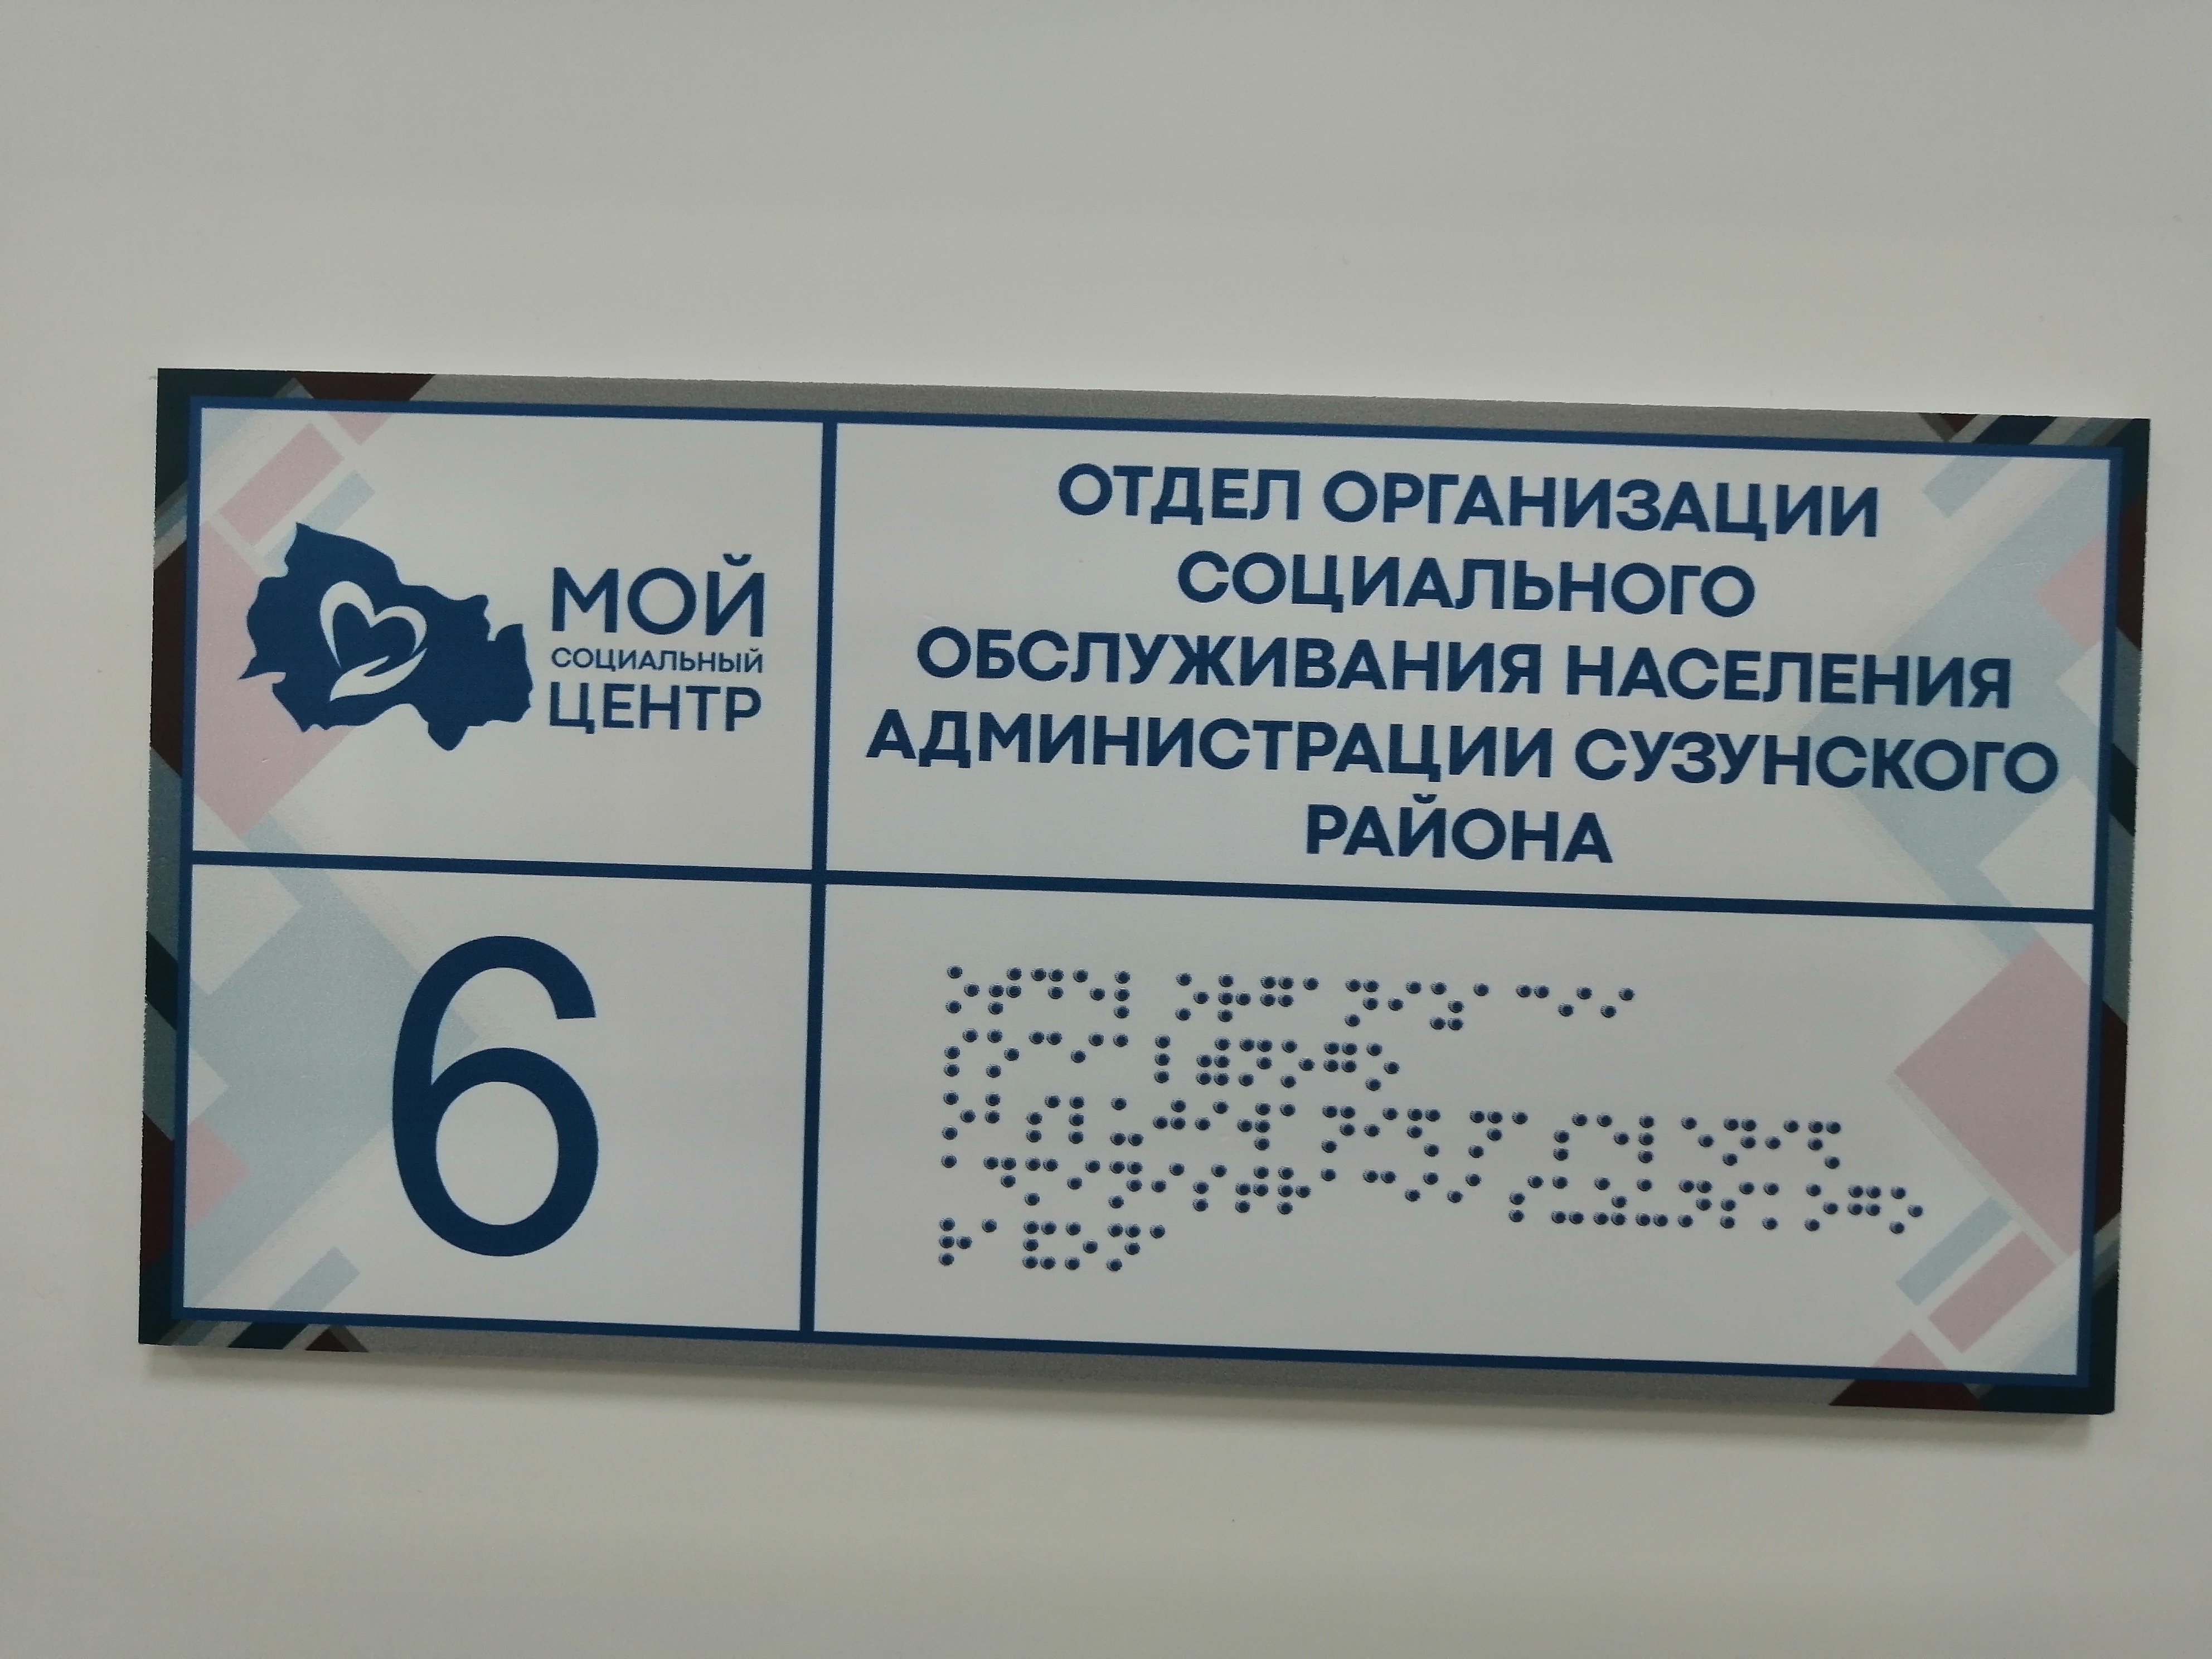 МОЙ
СОЦИАЛЬНЫЙ
ЦЕНТР
ОТДЕЛ ОРГАНИЗАЦИИ
СОЦИАЛЬНОГО
ОБСЛУЖИВАНИЯ НАСЕЛЕНИЯ
АДМИНИСТРАЦИИ СУЗУНСКОГО
РАЙОНА
6